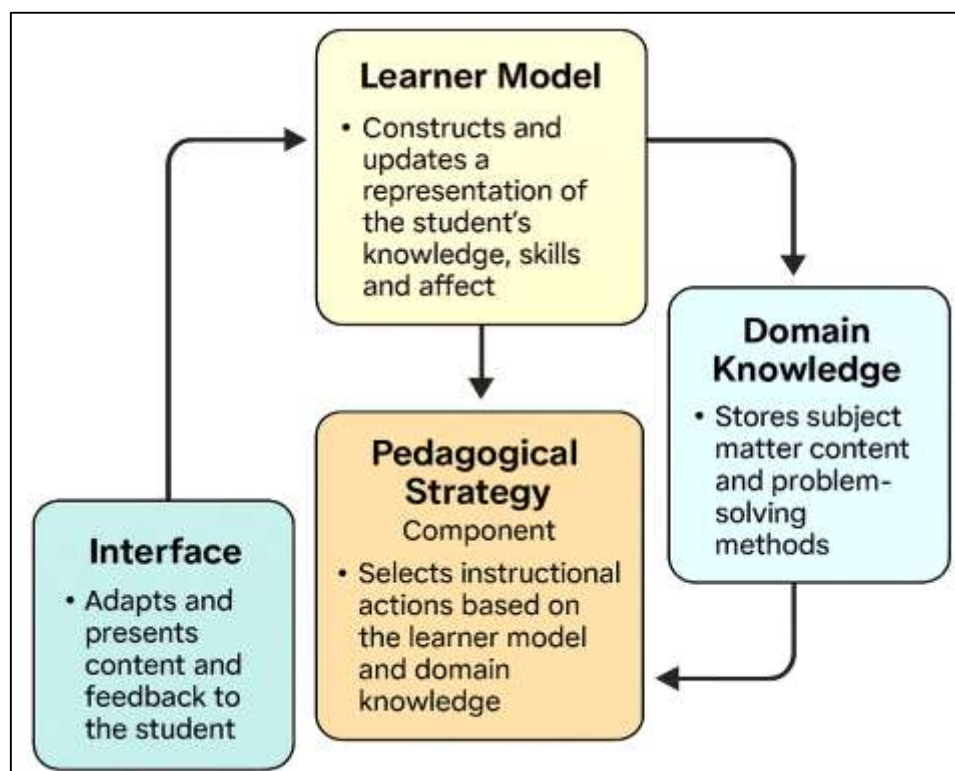 Learner Model
• Constructs and
updates a
representation of
the student's
knowledge, skills
and affect
Domain
Knowledge
• Stores subject
matter content
and problem-
solving
methods
Pedagogical
Strategy
Component
• Selects instructional
actions based on
the learner model
and domain
knowledge
Interface
• Adapts and
presents
content and
feedback to
the student